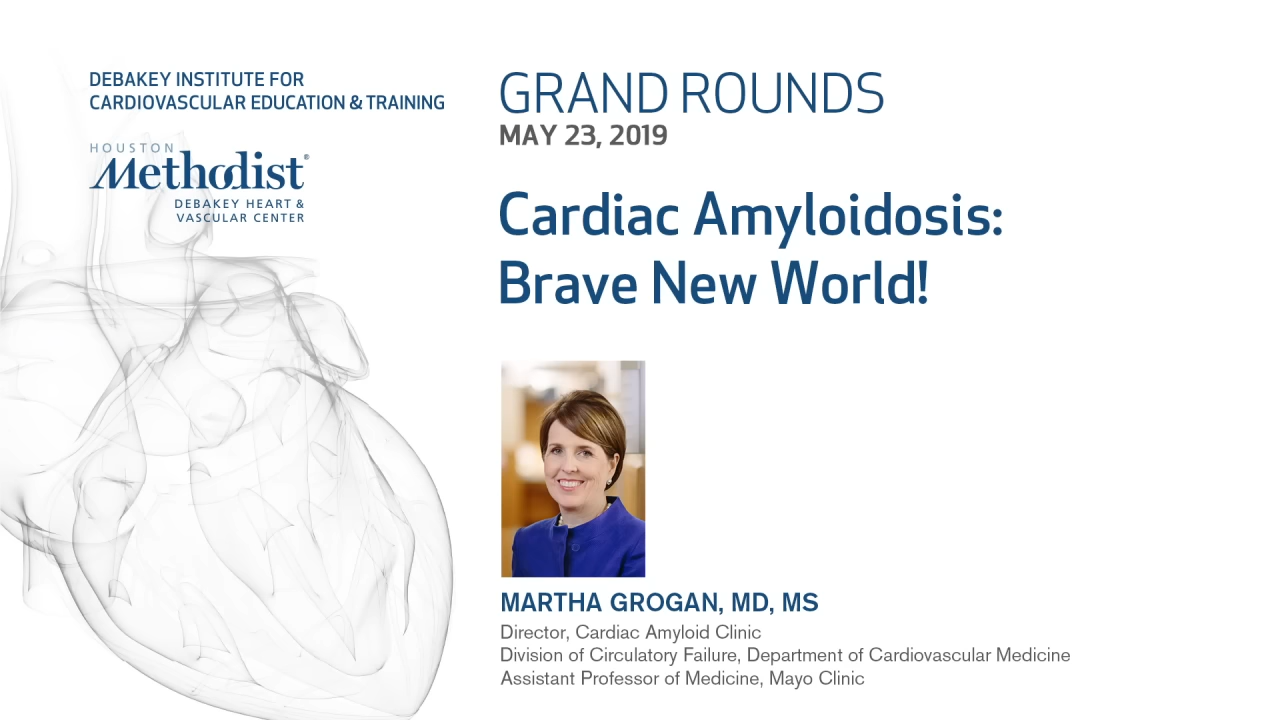 DEBAKEY INSTITUTE FOR
CARDIOVASCULAR EDUCATION & TRAINING
HOUSTON
Methodist®
DEBAKEY HEART &
VASCULAR CENTER
GRAND ROUNDS
MAY 23, 2019
Cardiac Amyloidosis:
Brave New World!
MARTHA GROGAN, MD, MS
Director, Cardiac Amyloid Clinic
Division of Circulatory Failure, Department of Cardiovascular Medicine
Assistant Professor of Medicine, Mayo Clinic